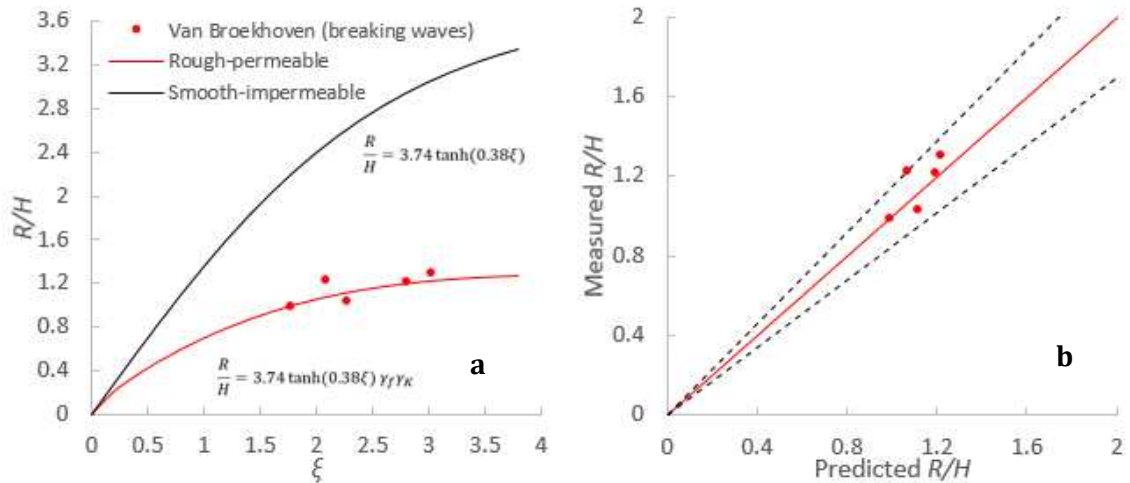 3.6
3.2
2.8
2.4
2
1.6
1.2
0.8
0.4
0
R/H
Van Broekhoven (breaking waves)
Rough-permeable
Smooth-impermeable
R/H = 3.74 tanh(0.38ξ)
R/H = 3.74 tanh(0.38ξ) γ_f γ_K
a
0 0.5 1 1.5 2 2.5 3 3.5 4
ξ
2
1.6
1.2
0.8
0.4
0
Measured R/H
b
0 0.4 0.8 1.2 1.6 2
Predicted R/H